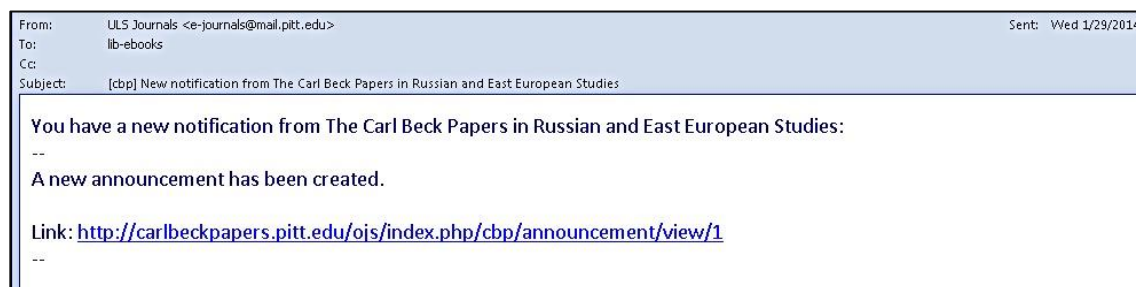 From: ULS Journals <e-journals@mail.pitt.edu> Sent: Wed 1/29/2014
To: lib-ebooks
Cc:
Subject: [cbp] New notification from The Carl Beck Papers in Russian and East European Studies
You have a new notification from The Carl Beck Papers in Russian and East European Studies:
--
A new announcement has been created.
Link: http://carlbeckpapers.pitt.edu/ojs/index.php/cbp/announcement/view/1
--